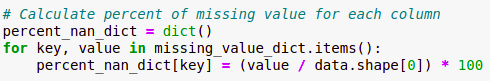 # Calculate percent of missing value for each column
percent_nan_dict = dict()
for key, value in missing_value_dict.items():
    percent_nan_dict[key] = (value / data.shape[0]) * 100